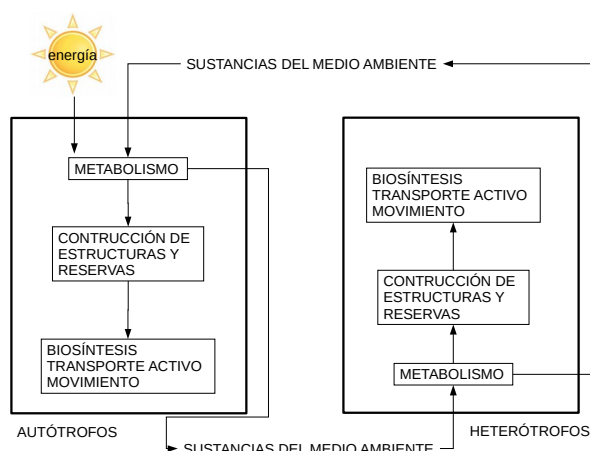 energía
SUSTANCIAS DEL MEDIO AMBIENTE
METABOLISMO
CONTRUCCIÓN DE
ESTRUCTURAS Y
RESERVAS
BIOSÍNTESIS
TRANSPORTE ACTIVO
MOVIMIENTO
AUTÓTROFOS
BIOSÍNTESIS
TRANSPORTE ACTIVO
MOVIMIENTO
CONTRUCCIÓN DE
ESTRUCTURAS Y
RESERVAS
METABOLISMO
HETERÓTROFOS
SUSTANCIAS DEL MEDIO AMBIENTE